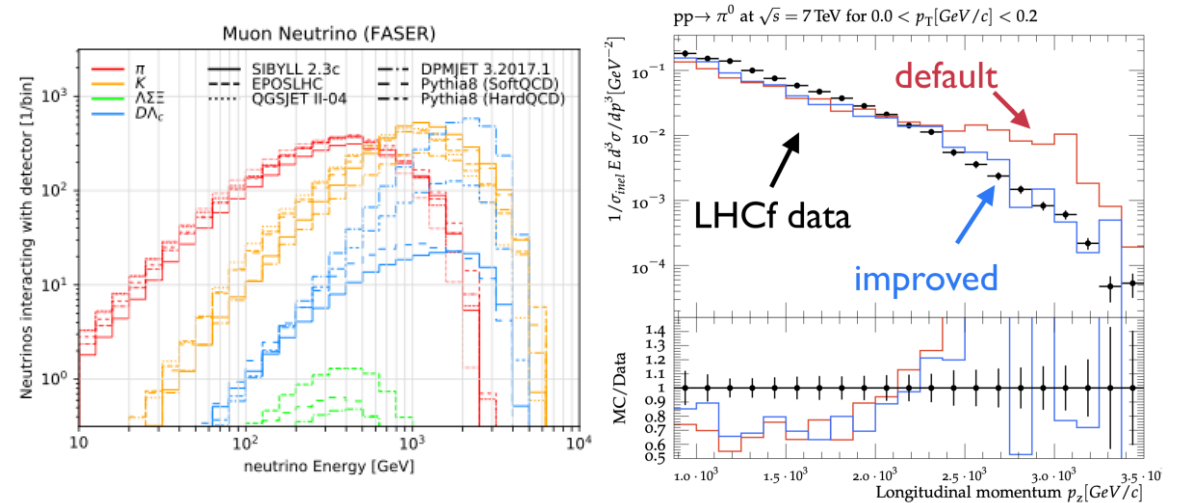 Muon Neutrino (FASER)
Neutrinos interacting with detector [1/bin]
10³
10²
10¹
10⁰
π
K
ΛΣΞ
DΛc
SIBYLL 2.3c
EPOSLHC
QGSJET II-04
DPMJET 3.2017.1
Pythia8 (SoftQCD)
Pythia8 (HardQCD)
10
10²
10³
10⁴
neutrino Energy [GeV]
pp→ π⁰ at √s = 7 TeV for 0.0 < pT[GeV/c] < 0.2
1/σinel E d³σ/dp³[GeV⁻²]
10⁻¹
10⁻²
10⁻³
10⁻⁴
default
LHCf data
improved
MC/Data
1.4
1.3
1.2
1.1
1
0.9
0.8
0.7
0.6
0.5
1.0 · 10³
1.5 · 10³
2.0 · 10³
2.5 · 10³
3.0 · 10³
3.5 · 10
Longitudinal momentum pz[GeV/c]